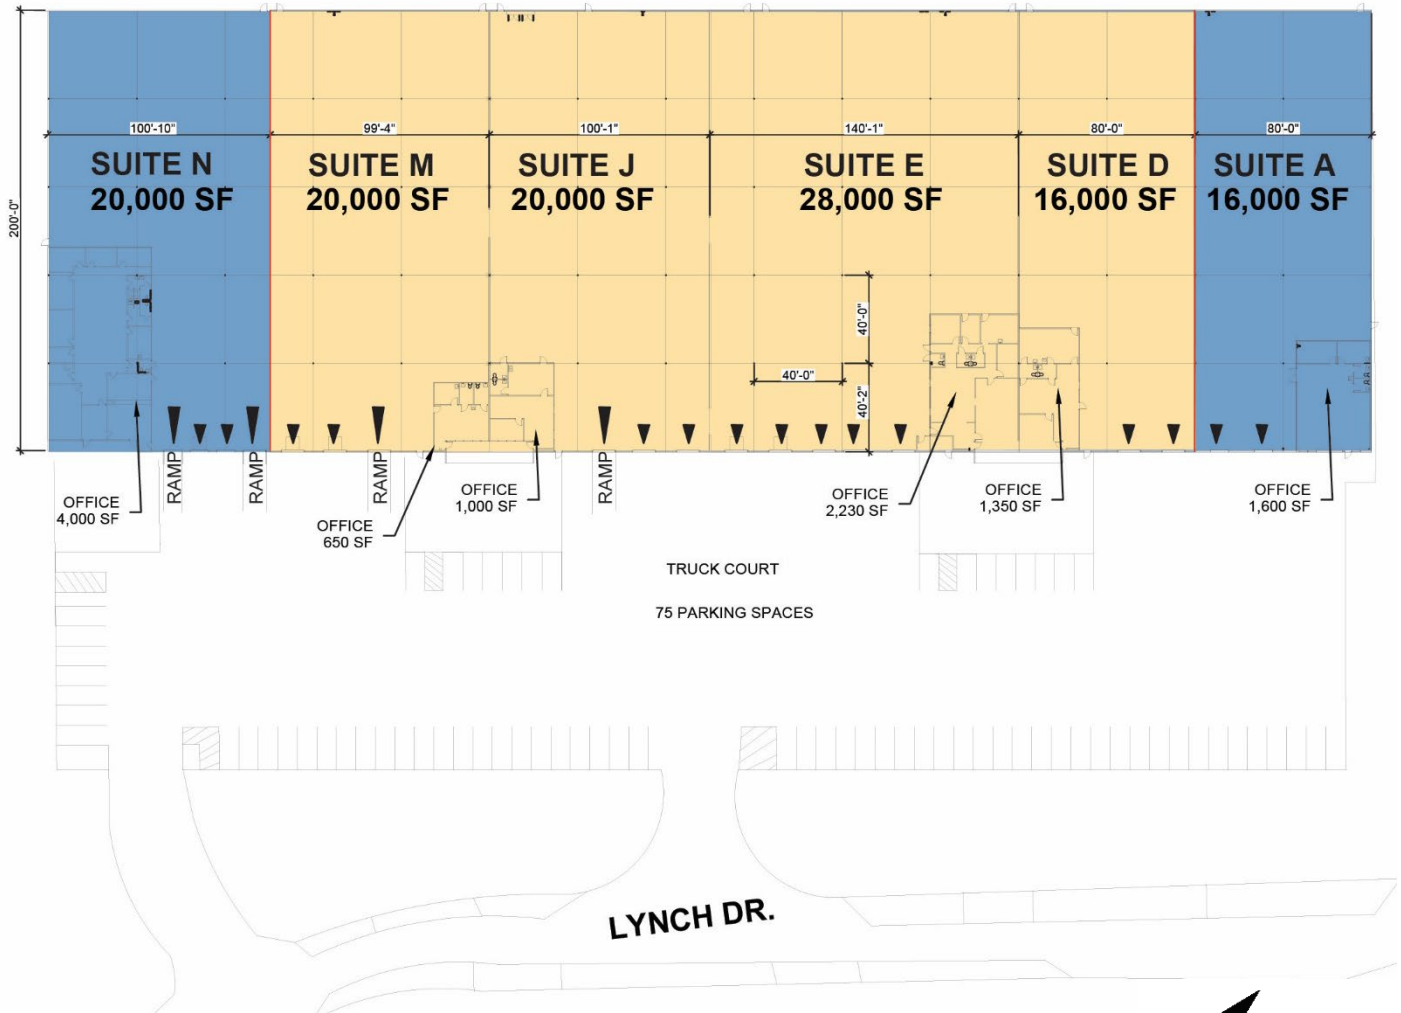 100'-10"
99'-4"
100'-1"
140'-1"
80'-0"
80'-0"
SUITE N
20,000 SF
SUITE M
20,000 SF
SUITE J
20,000 SF
SUITE E
28,000 SF
SUITE D
16,000 SF
SUITE A
16,000 SF
200'-0"
40'-0"
40'-0"
40'-2"
RAMP
RAMP
RAMP
RAMP
OFFICE
4,000 SF
OFFICE
650 SF
OFFICE
1,000 SF
OFFICE
2,230 SF
OFFICE
1,350 SF
OFFICE
1,600 SF
TRUCK COURT
75 PARKING SPACES
LYNCH DR.